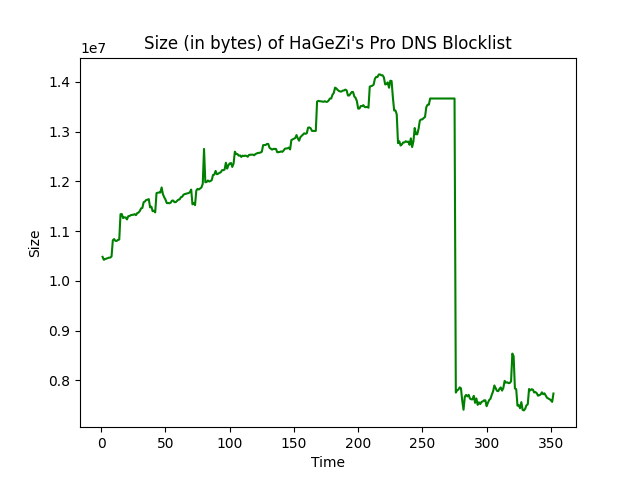 Size (in bytes) of HaGeZi's Pro DNS Blocklist
1e7
1.4
1.3
1.2
1.1
1.0
0.9
0.8
Size
0 50 100 150 200 250 300 350
Time